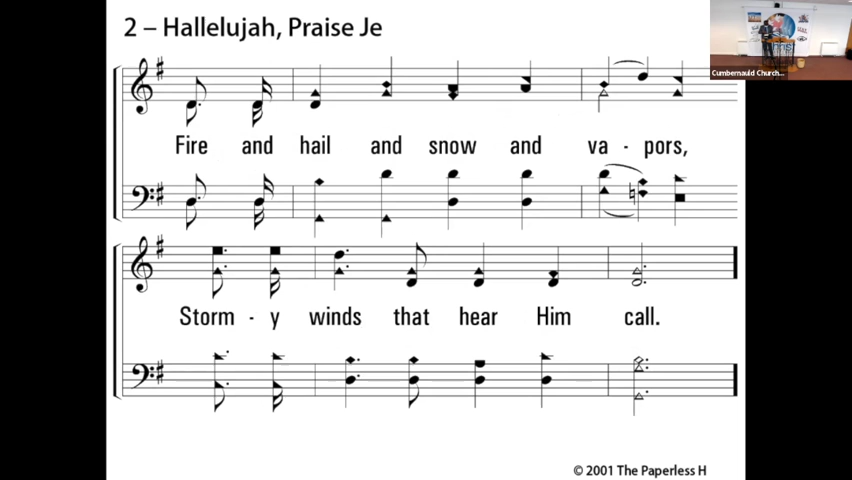 2 – Hallelujah, Praise Je
Cumbernauld Church...
Fire and hail and snow and va - pors,
Storm - y winds that hear Him call.
© 2001 The Paperless H